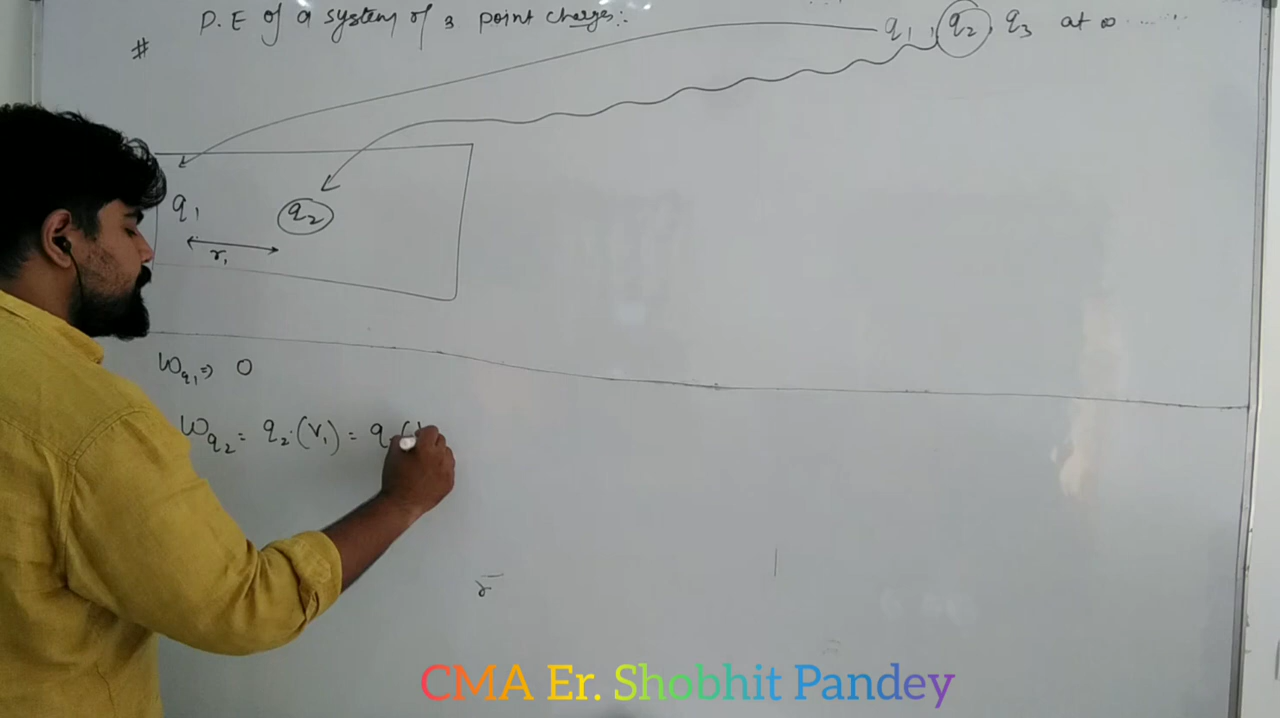 P.E of a system of 3 point charges:.
q₁, q₂, q₃ at ∞ ......
#
q₁
q₂
r₁
W_q₁ ⇒ 0
W_q₂ = q₂.(V₁) = q
r
CMA Er. Shobhit Pandey